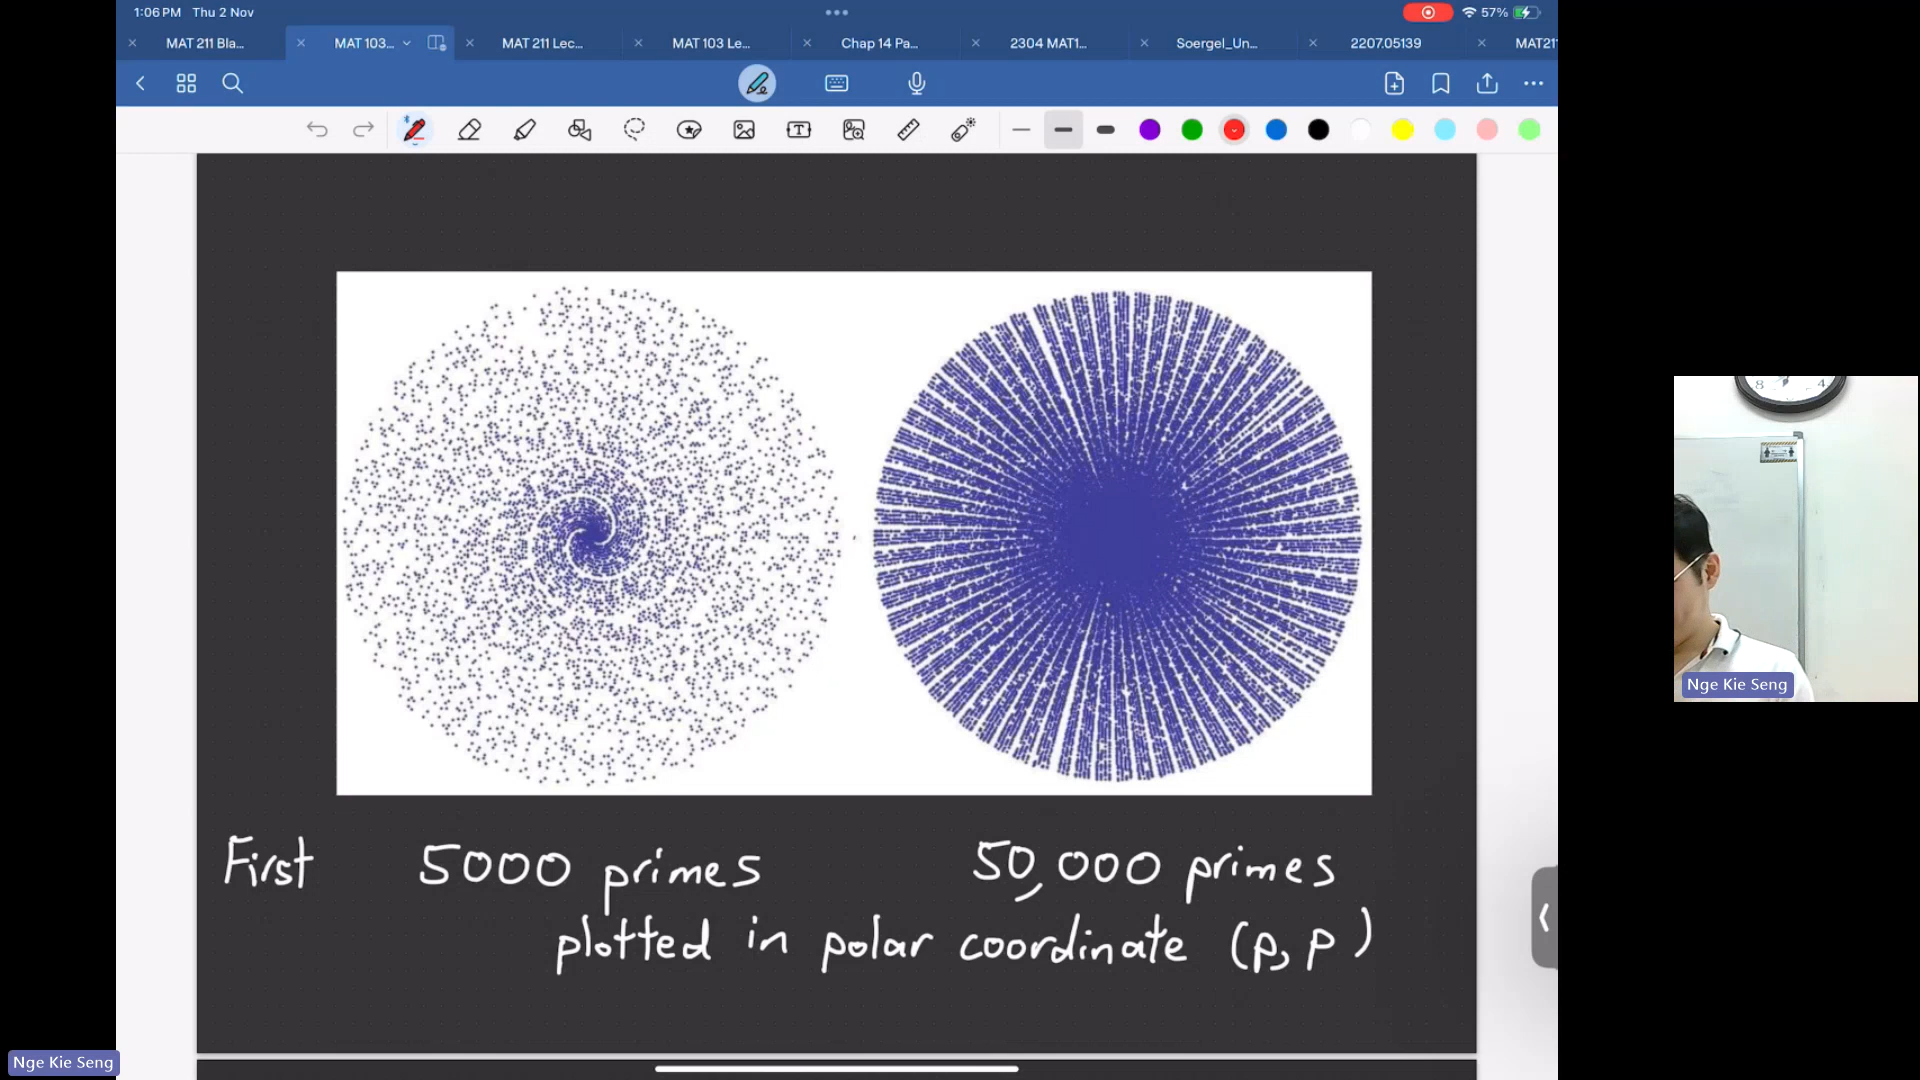 1:06 PM Thu 2 Nov
57%
MAT 211 Bla...
MAT 103...
MAT 211 Lec...
MAT 103 Le...
Chap 14 Pa...
2304 MAT1...
Soergel_Un...
2207.05139
MAT21
T
8
4
Nge Kie Seng
First 5000 primes 50,000 primes
plotted in polar coordinate (p, p)
Nge Kie Seng